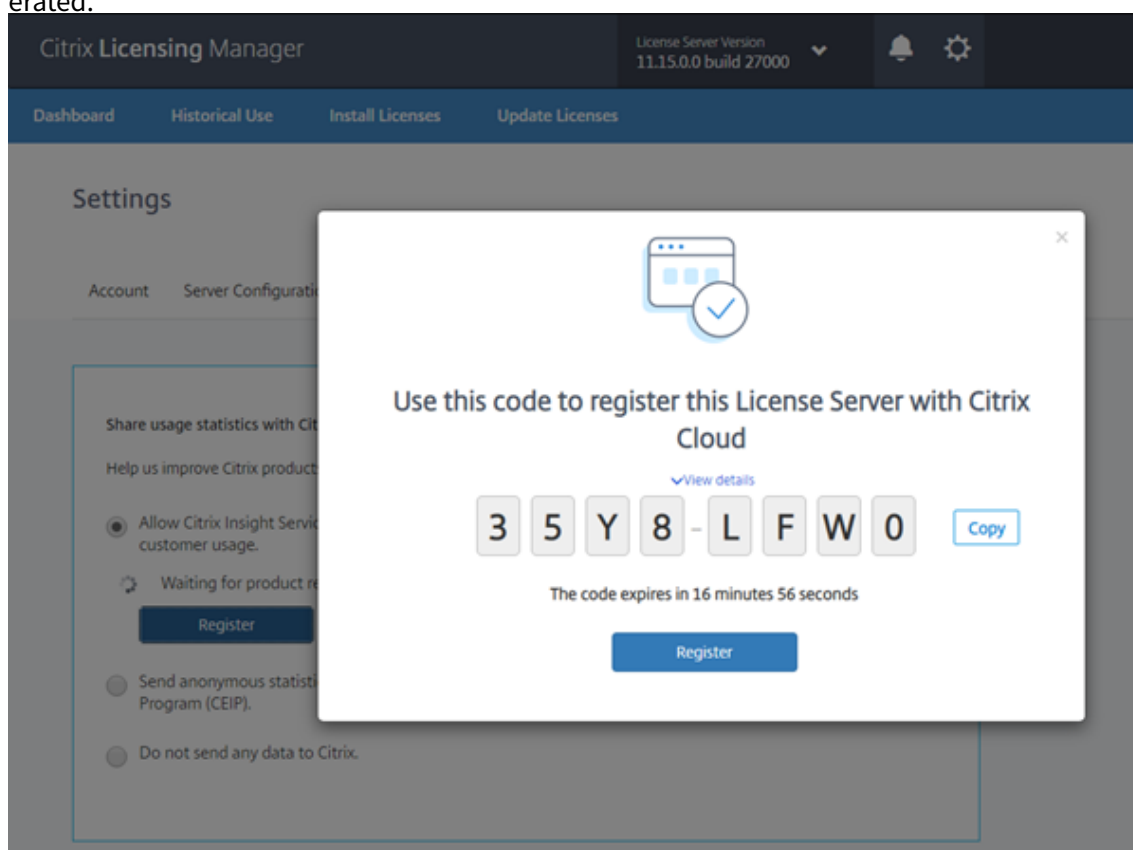 erated.
Citrix Licensing Manager
License Server Version
11.15.0.0 build 27000
Dashboard Historical Use Install Licenses Update Licenses
Settings
×
Account Server Configurati
Use this code to register this License Server with Citrix
Cloud
View details
Share usage statistics with Cit
Help us improve Citrix product
3 5 Y 8 - L F W 0 Copy
Allow Citrix Insight Servic
customer usage.
Waiting for product re
The code expires in 16 minutes 56 seconds
Register
Register
Send anonymous statisti
Program (CEIP).
Do not send any data to Citrix.